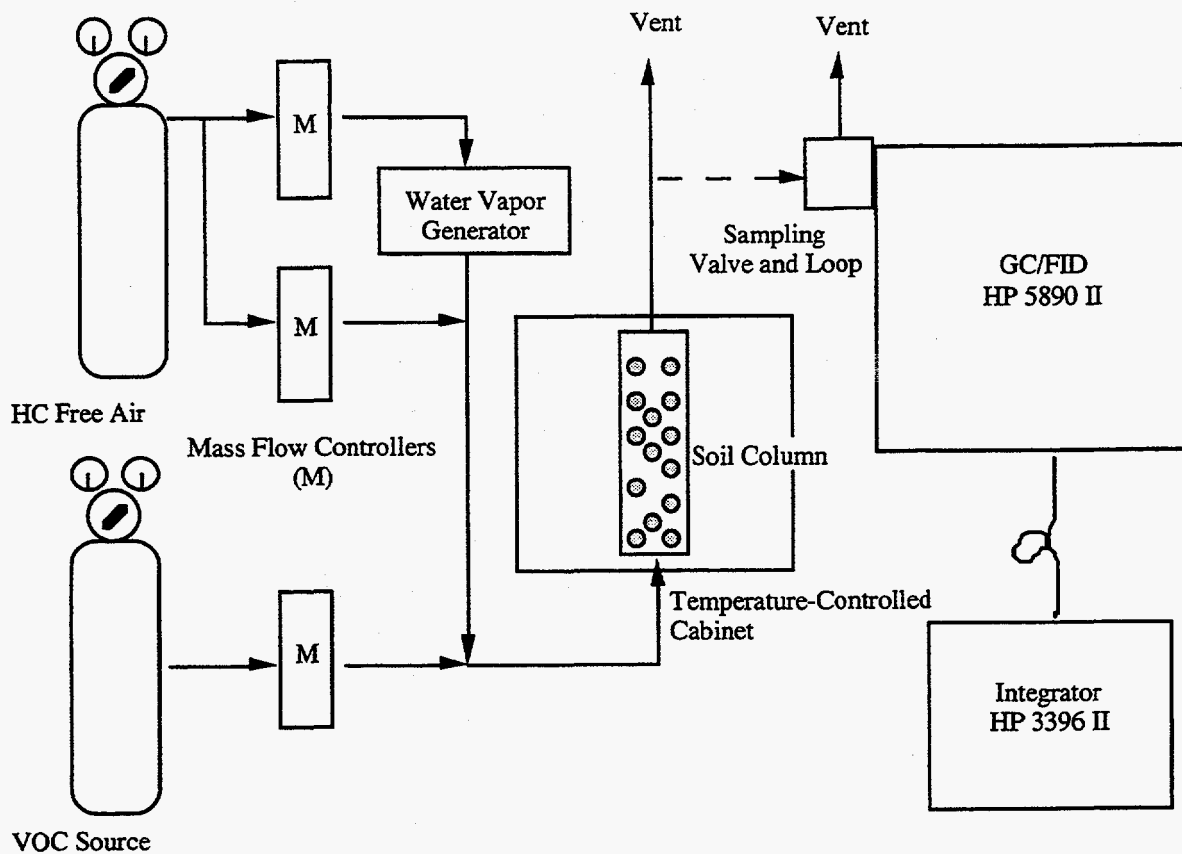 Vent
Vent
M
Water Vapor
Generator
Sampling
Valve and Loop
GC/FID
HP 5890 II
M
HC Free Air
Mass Flow Controllers
(M)
Soil Column
Temperature-Controlled
Cabinet
M
Integrator
HP 3396 II
VOC Source